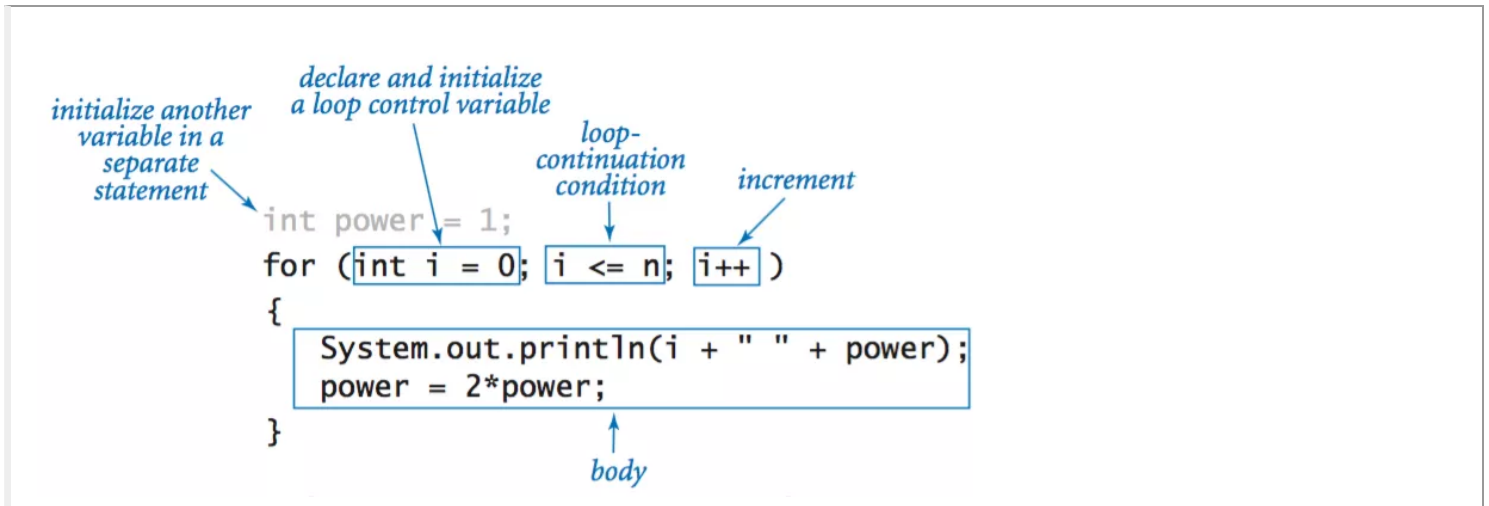 declare and initialize
a loop control variable
initialize another
variable in a
separate
statement
loop-
continuation
condition
increment
int power = 1;
for (int i = 0; i <= n; i++ )
{
System.out.println(i + " " + power);
power = 2*power;
}
body